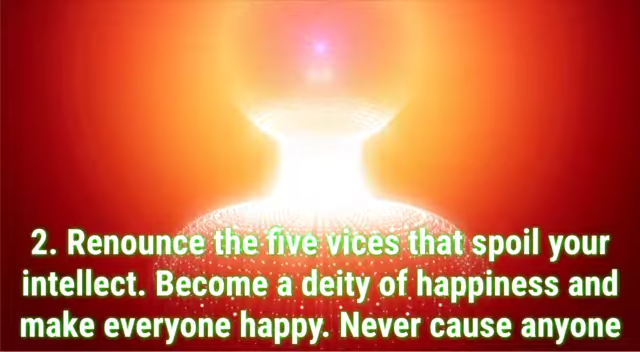 2. Renounce the five vices that spoil your
intellect. Become a deity of happiness and
make everyone happy. Never cause anyone